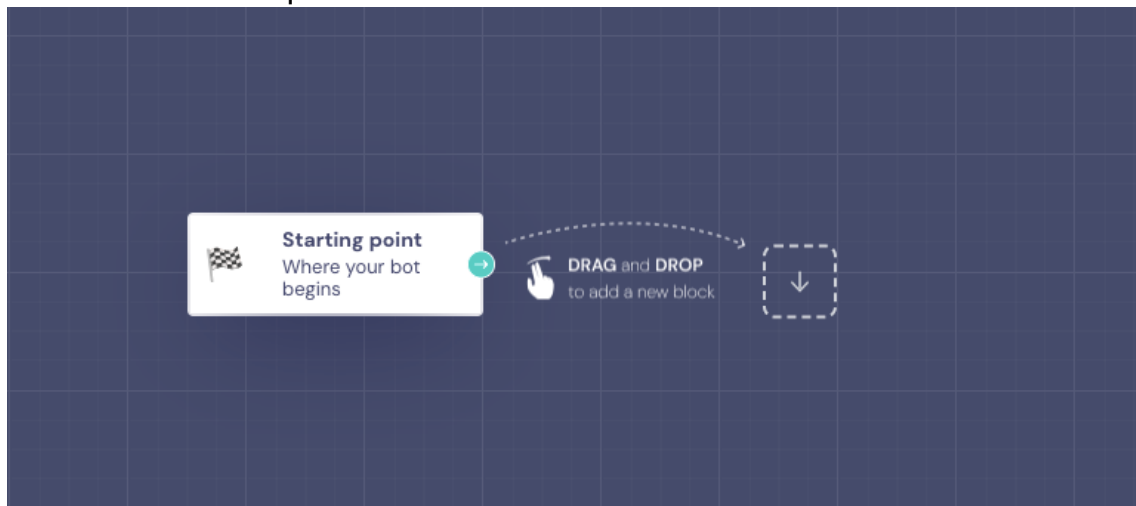 Starting point
Where your bot
begins
DRAG and DROP
to add a new block